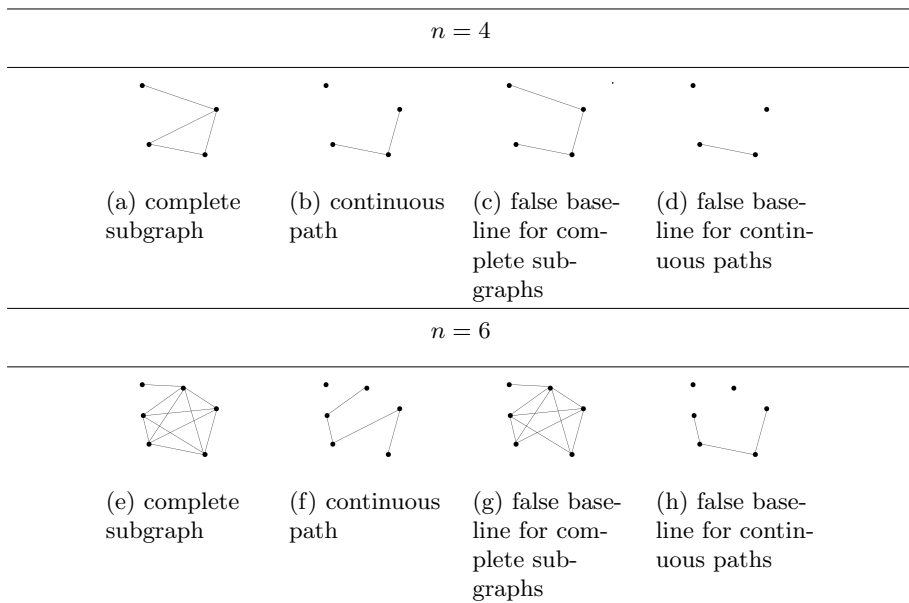 n = 4
(a) complete subgraph
(b) continuous path
(c) false base-
line for com-
plete sub-
graphs
(d) false base-
line for contin-
uous paths
n = 6
(e) complete
subgraph
(f) continuous
path
(g) false base-
line for com-
plete sub-
graphs
(h) false base-
line for contin-
uous paths